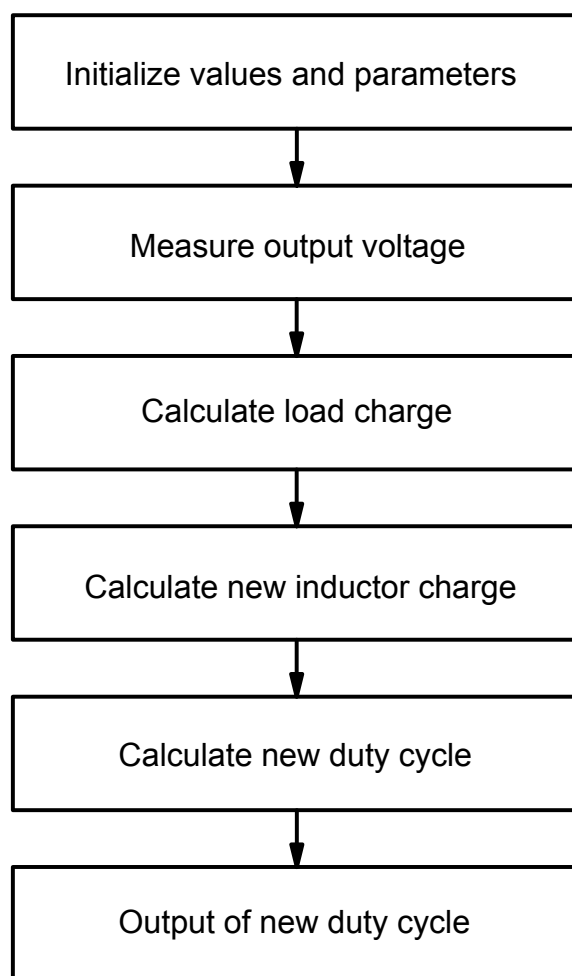 Initialize values and parameters
Measure output voltage
Calculate load charge
Calculate new inductor charge
Calculate new duty cycle
Output of new duty cycle